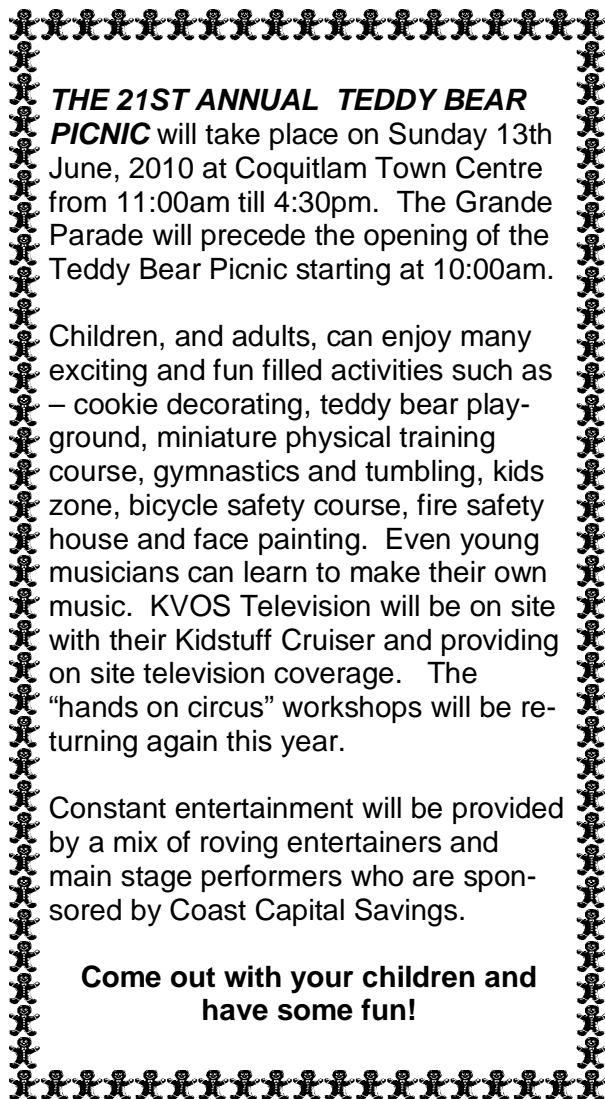 THE 21ST ANNUAL  TEDDY BEAR
PICNIC will take place on Sunday 13th
June, 2010 at Coquitlam Town Centre
from 11:00am till 4:30pm.  The Grande
Parade will precede the opening of the
Teddy Bear Picnic starting at 10:00am.
Children, and adults, can enjoy many
exciting and fun filled activities such as
– cookie decorating, teddy bear play-
ground, miniature physical training
course, gymnastics and tumbling, kids
zone, bicycle safety course, fire safety
house and face painting.  Even young
musicians can learn to make their own
music.  KVOS Television will be on site
with their Kidstuff Cruiser and providing
on site television coverage.   The
“hands on circus” workshops will be re-
turning again this year.
Constant entertainment will be provided
by a mix of roving entertainers and
main stage performers who are spon-
sored by Coast Capital Savings.
Come out with your children and
have some fun!